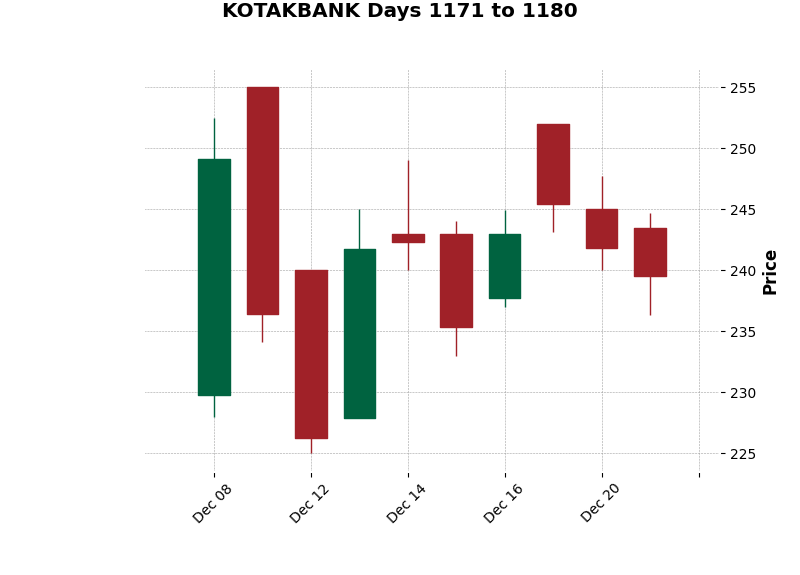 KOTAKBANK Days 1171 to 1180
255
250
245
240
235
230
225
Price
Dec 08
Dec 12
Dec 14
Dec 16
Dec 20